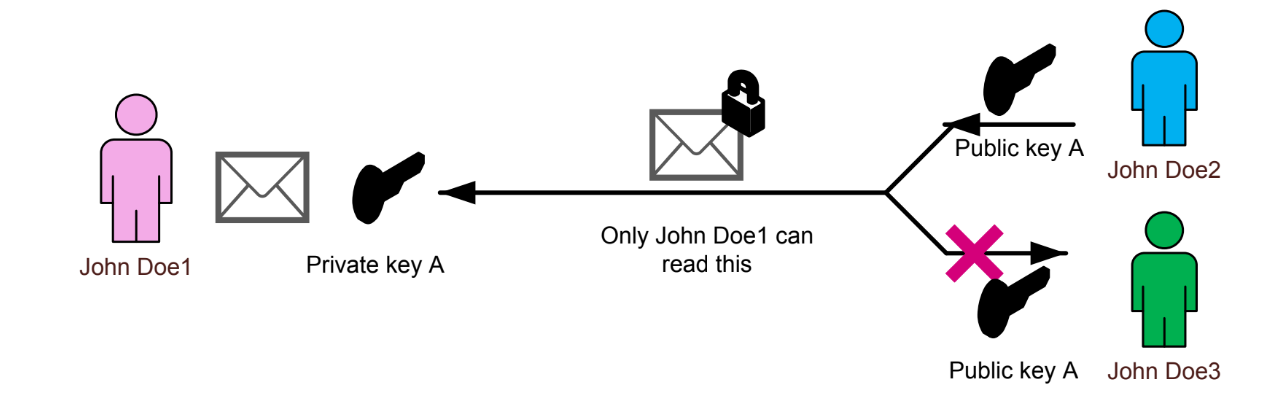 Public key A
John Doe2
John Doe1
Private key A
Only John Doe1 can
read this
Public key A
John Doe3